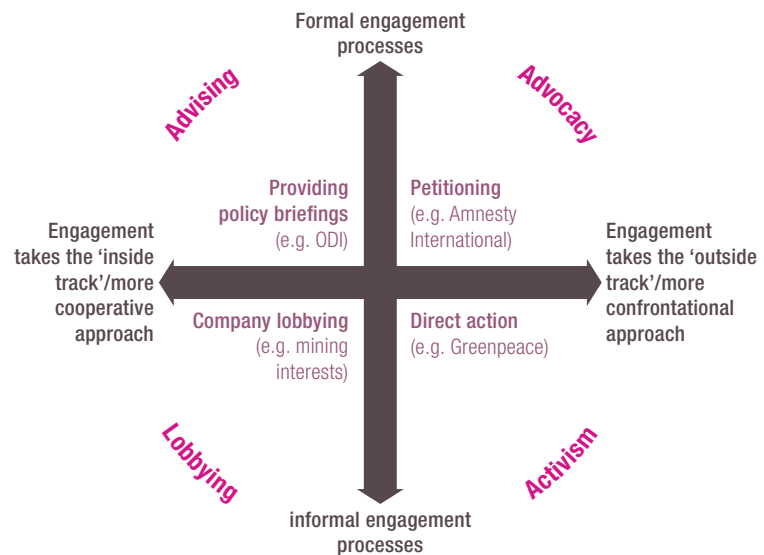 Formal engagement
processes
Advising
Advocacy
Providing
policy briefings
(e.g. ODI)
Petitioning
(e.g. Amnesty
International)
Engagement
takes the ‘inside
track’/more
cooperative
approach
Engagement
takes the ‘outside
track’/more
confrontational
approach
Company lobbying
(e.g. mining
interests)
Direct action
(e.g. Greenpeace)
Lobbying
Activism
informal engagement
processes